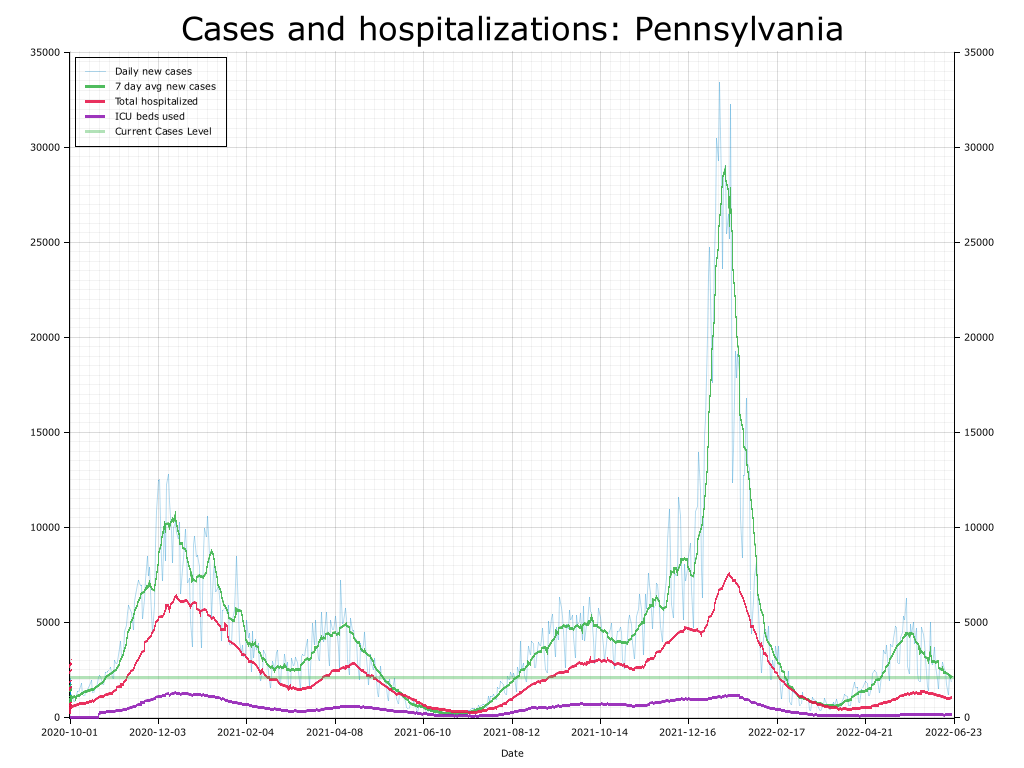 Cases and hospitalizations: Pennsylvania
Daily new cases
7 day avg new cases
Total hospitalized
ICU beds used
Current Cases Level
35000 35000
30000 30000
25000 25000
20000 20000
15000 15000
10000 10000
5000 5000
0 0
2020-10-01 2020-12-03 2021-02-04 2021-04-08 2021-06-10 2021-08-12 2021-10-14 2021-12-16 2022-02-17 2022-04-21 2022-06-23
Date